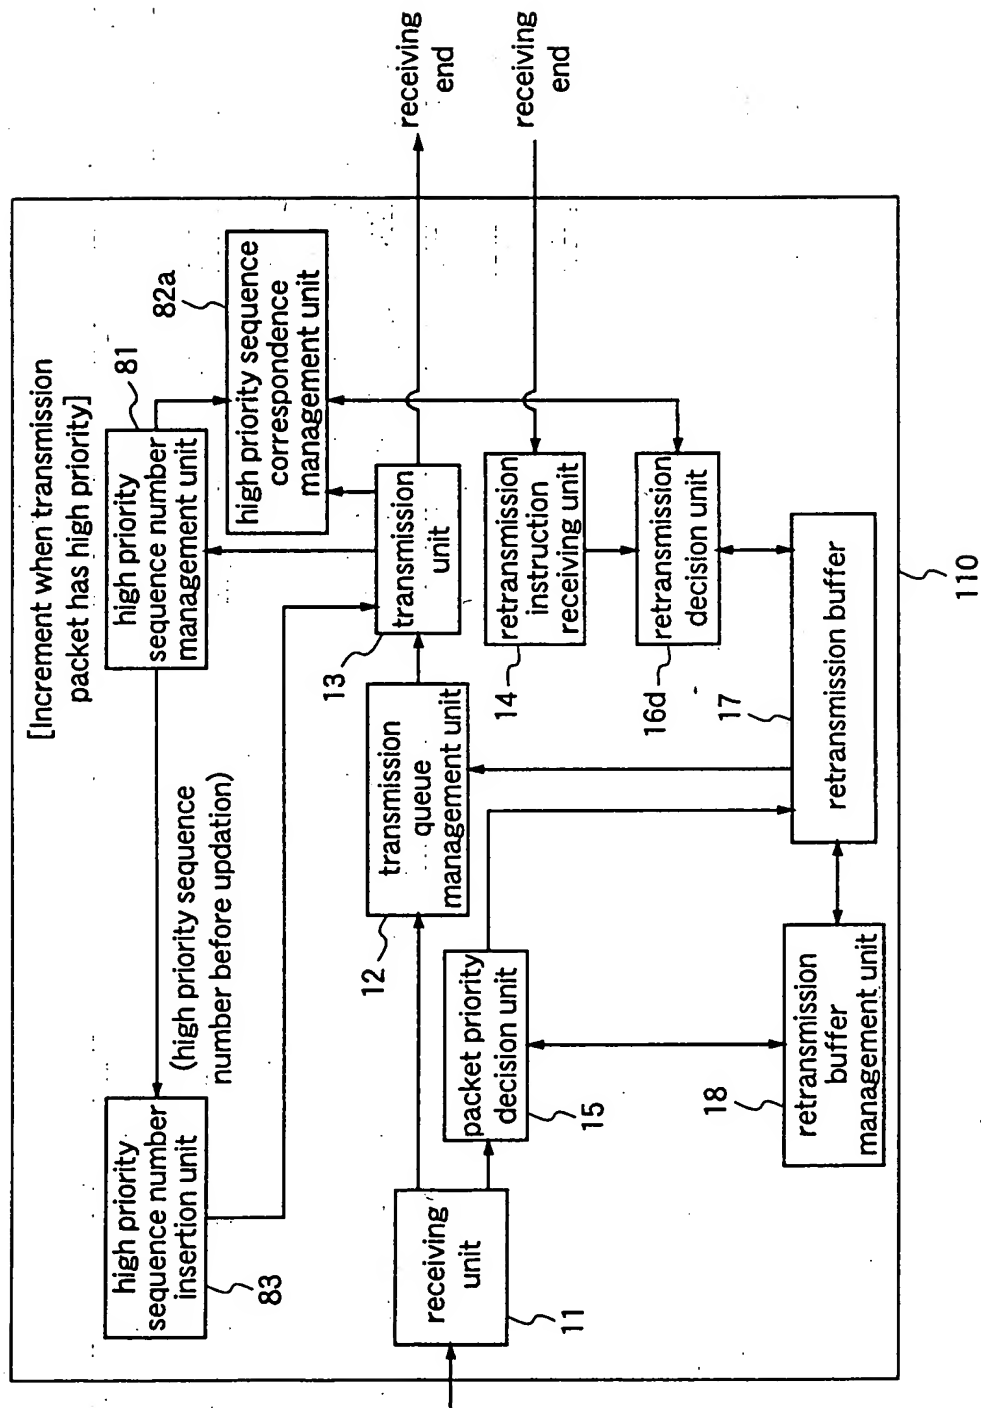 [Increment when transmission
packet has high priority]
high priority
sequence number
insertion unit
83
(high priority sequence
number before updation)
high priority
sequence number
management unit
81
high priority sequence
correspondence
management unit
82a
receiving
unit
11
transmission
queue
management unit
12
transmission
unit
13
receiving
end
receiving
end
packet priority
decision unit
15
retransmission
instruction
receiving unit
14
retransmission
decision unit
16d
retransmission
buffer
management unit
18
retransmission buffer
17
110